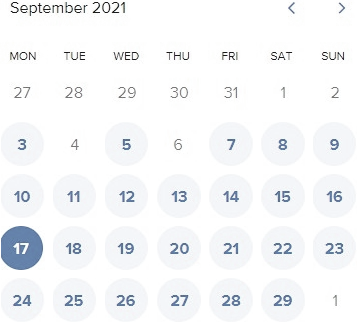 September 2021
MON TUE WED THU FRI SAT SUN
27 28 29 30 31 1 2
3 4 5 6 7 8 9
10 11 12 13 14 15 16
17 18 19 20 21 22 23
24 25 26 27 28 29 1